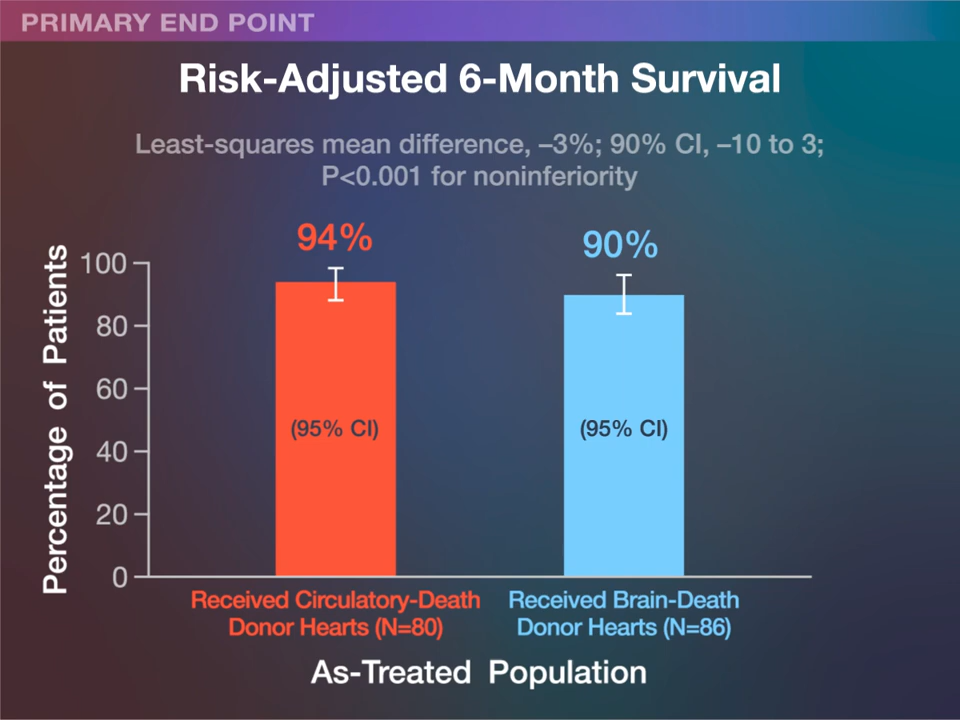 PRIMARY END POINT
Risk-Adjusted 6-Month Survival
Least-squares mean difference, –3%; 90% CI, –10 to 3;
P<0.001 for noninferiority
94%
90%
Percentage of Patients
100
80
60
40
20
0
(95% CI)
(95% CI)
Received Circulatory-Death
Donor Hearts (N=80)
Received Brain-Death
Donor Hearts (N=86)
As-Treated Population